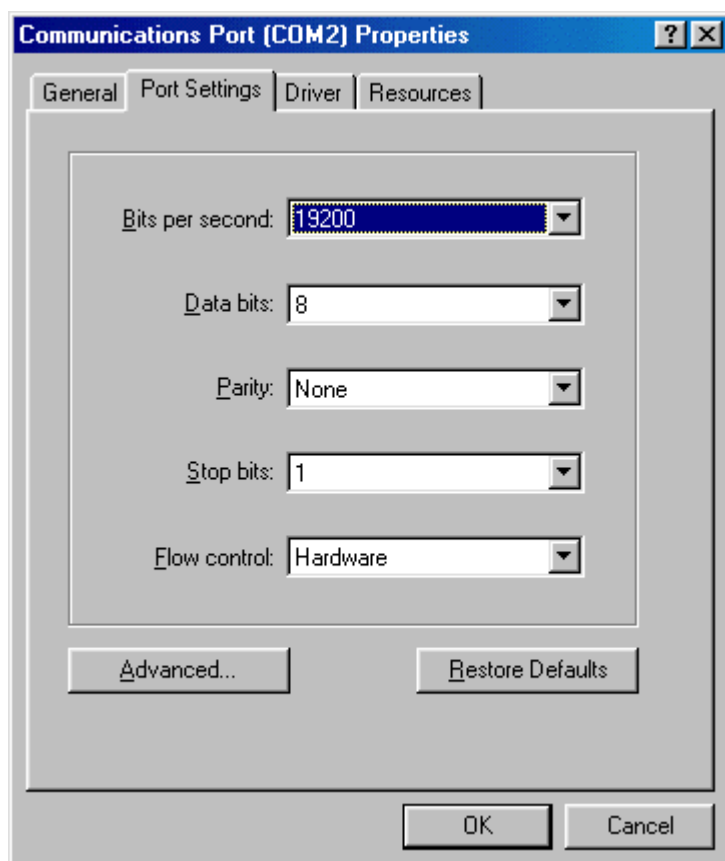 Communications Port (COM2) Properties
General Port Settings Driver Resources
Bits per second: 19200
Data bits: 8
Parity: None
Stop bits: 1
Flow control: Hardware
Advanced... Restore Defaults
OK Cancel